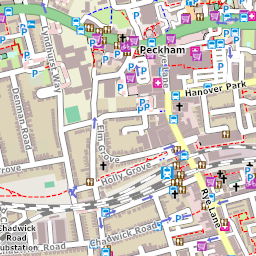 Peckham
Lyndhurst Way
Hanover Park
Denman Road
Elm Grove
Holly Grove
Rye Lane
Chadwick
Road
Substation
Road
Chadwick Road